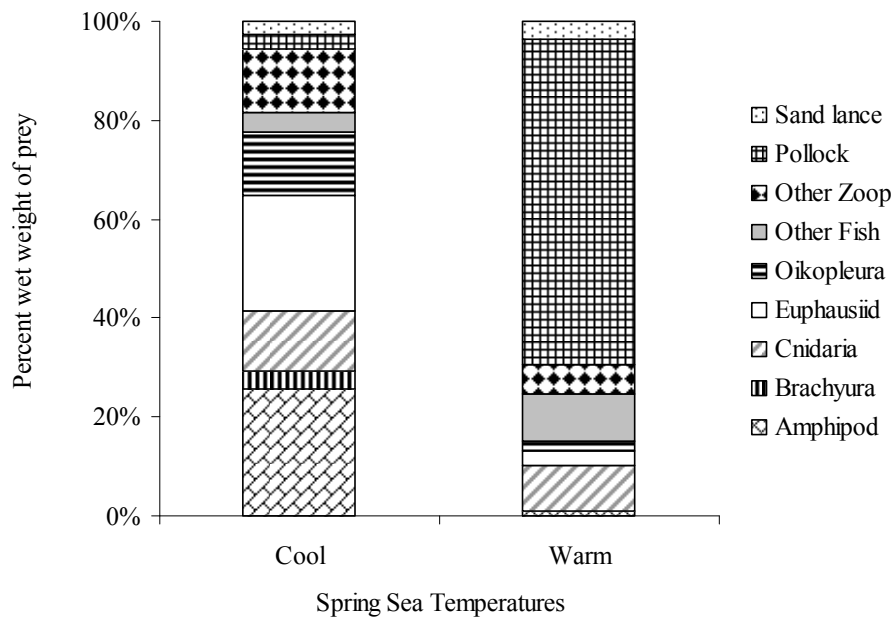 Percent wet weight of prey
100%
80%
60%
40%
20%
0%
Cool
Warm
Spring Sea Temperatures
Sand lance
Pollock
Other Zoop
Other Fish
Oikopleura
Euphausiid
Cnidaria
Brachyura
Amphipod